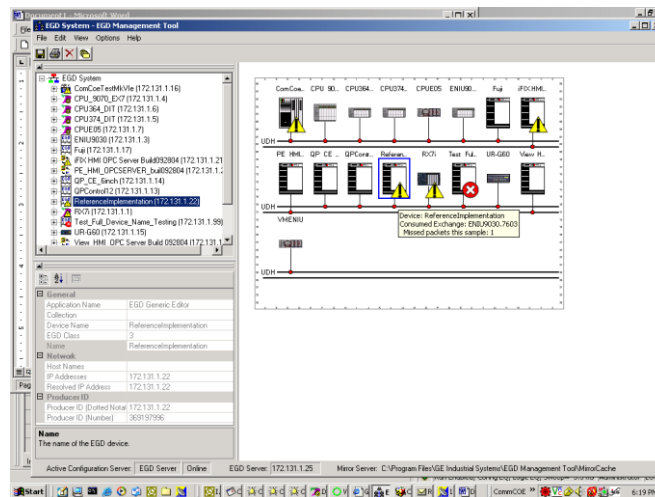 Document1 - Microsoft Word
EGD System - EGD Management Tool
File Edit View Options Help
EGD System
ComCoeTestMkVIe (172.131.1.16)
CPU_9070_EX7 (172.131.1.4)
CPU364_DIT (172.131.1.6)
CPU374_DIT (172.131.1.5)
CPUE05 (172.131.1.7)
ENIU9030 (172.131.1.3)
Fuji (172.131.1.17)
iFIX HMI OPC Server Build092804 (172.131.1.21
PE_HMI_OPCSERVER_buil092804 (172.131.1.2
QP_CE_6inch (172.131.1.14)
QPControl12 (172.131.1.13)
ReferenceImplementation (172.131.1.22)
RX7i (172.131.1.1)
Test_Full_Device_Name_Testing (172.131.1.99)
UR-G60 (172.131.1.15)
View HMI OPC Server Build 092804 (172.131.1
ComCoe.. CPU 90.. CPU364.. CPU374.. CPUE05 ENIU90.. Fuji iFIX HMI..
UDH
PE HMI.. QP CE .. QPContr.. Referen.. RX7i Test Ful.. UR-G60 View H..
UDH
Device: ReferenceImplementation
Consumed Exchange: ENIU9030.7603
Missed packets this sample: 1
VMENIU
UDH
General
Application Name EGD Generic Editor
Collection
Device Name ReferenceImplementation
EGD Class 3
Name ReferenceImplementation
Network
Host Names
IP Addresses 172.131.1.22
Resolved IP Address 172.131.1.22
Producer ID
Producer ID (Dotted Notat 172.131.1.22
Producer ID (Number) 369197996
Name
The name of the EGD device.
Active Configuration Server: EGD Server Online EGD Server: 172.131.1.25 Mirror Server: C:\Program Files\GE Industrial Systems\EGD Management Tool\MirrorCache
Start CommCOE 6:19 PM